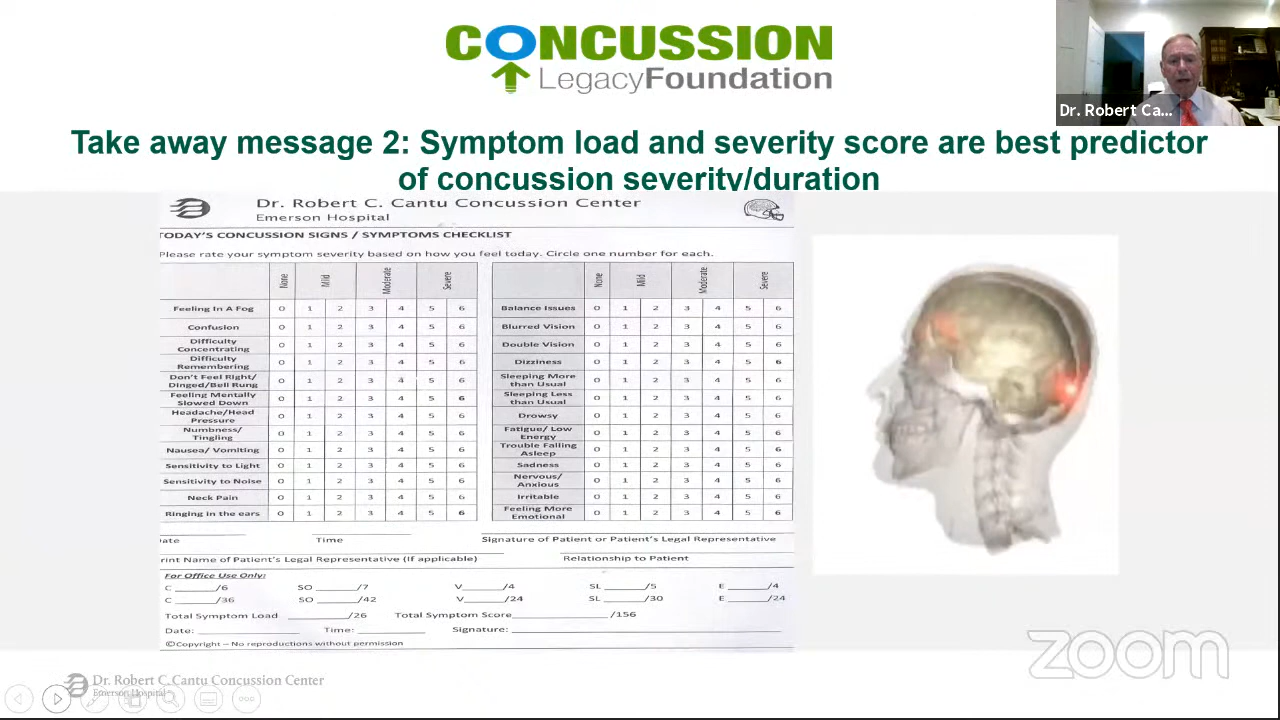 CONCUSSION
LegacyFoundation
Dr. Robert Ca...
Take away message 2: Symptom load and severity score are best predictor
of concussion severity/duration
Dr. Robert C. Cantu Concussion Center
Emerson Hospital
TODAY'S CONCUSSION SIGNS / SYMPTOMS CHECKLIST
Please rate your symptom severity based on how you feel today. Circle one number for each.
None Mild Moderate Severe None Mild Moderate Severe
Feeling In A Fog 0 1 2 3 4 5 6 Balance Issues 0 1 2 3 4 5 6
Confusion 0 1 2 3 4 5 6 Blurred Vision 0 1 2 3 4 5 6
Difficulty Concentrating 0 1 2 3 4 5 6 Double Vision 0 1 2 3 4 5 6
Difficulty Remembering 0 1 2 3 4 5 6 Dizziness 0 1 2 3 4 5 6
Don't Feel Right/ Dinged/Bell Rung 0 1 2 3 4 5 6 Sleeping More than Usual 0 1 2 3 4 5 6
Feeling Mentally Slowed Down 0 1 2 3 4 5 6 Sleeping Less than Usual 0 1 2 3 4 5 6
Headache/Head Pressure 0 1 2 3 4 5 6 Drowsy 0 1 2 3 4 5 6
Numbness/ Tingling 0 1 2 3 4 5 6 Fatigue/ Low Energy 0 1 2 3 4 5 6
Nausea/ Vomiting 0 1 2 3 4 5 6 Trouble Falling Asleep 0 1 2 3 4 5 6
Sensitivity to Light 0 1 2 3 4 5 6 Sadness 0 1 2 3 4 5 6
Sensitivity to Noise 0 1 2 3 4 5 6 Nervous/ Anxious 0 1 2 3 4 5 6
Neck Pain 0 1 2 3 4 5 6 Irritable 0 1 2 3 4 5 6
Ringing in the ears 0 1 2 3 4 5 6 Feeling More Emotional 0 1 2 3 4 5 6
ate Time Signature of Patient or Patient's Legal Representative
rint Name of Patient's Legal Representative (If applicable) Relationship to Patient
For Office Use Only:
C ______/6 SO ______/7 V ______/4 SL ______/5 E ______/4
C ______/36 SO ______/42 V ______/24 SL ______/30 E ______/24
Total Symptom Load ______/26 Total Symptom Score______ /156
Date: ______ Time: ______ Signature: ______
©Copyright – No reproductions without permission
zoom
Dr. Robert C. Cantu Concussion Center
Emerson Hospital